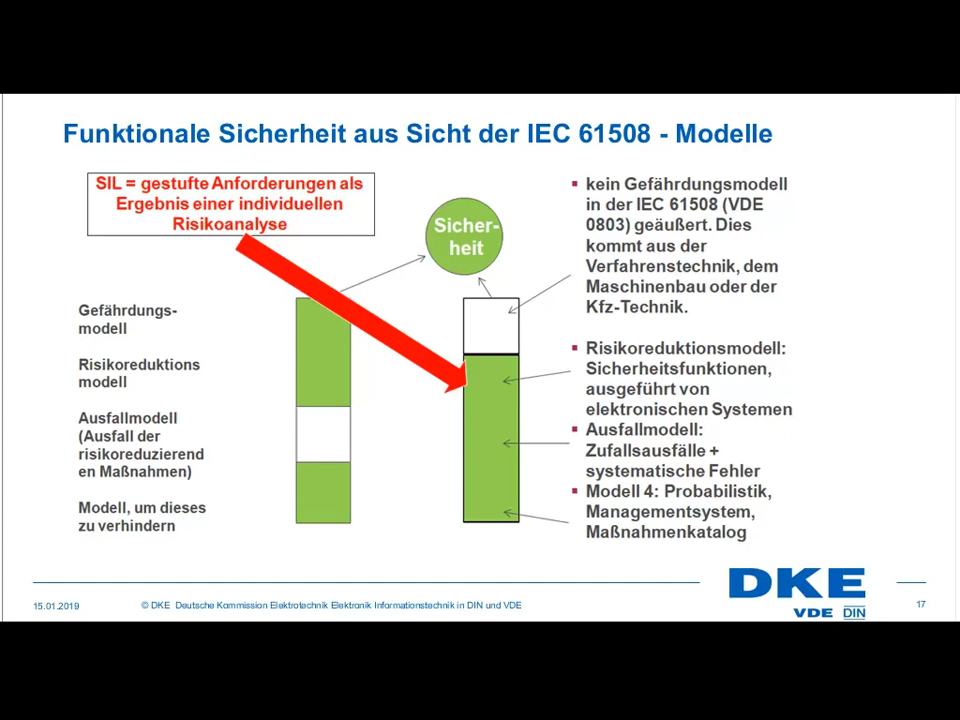 Funktionale Sicherheit aus Sicht der IEC 61508 - Modelle
SIL = gestufte Anforderungen als
Ergebnis einer individuellen
Risikoanalyse
Sicher-
heit
Gefährdungs-
modell
Risikoreduktions
modell
Ausfallmodell
(Ausfall der
risikoreduzierend
en Maßnahmen)
Modell, um dieses
zu verhindern
▪ kein Gefährdungsmodell
in der IEC 61508 (VDE
0803) geäußert. Dies
kommt aus der
Verfahrenstechnik, dem
Maschinenbau oder der
Kfz-Technik.
▪ Risikoreduktionsmodell:
Sicherheitsfunktionen,
ausgeführt von
elektronischen Systemen
▪ Ausfallmodell:
Zufallsausfälle +
systematische Fehler
▪ Modell 4: Probabilistik,
Managementsystem,
Maßnahmenkatalog
15.01.2019
© DKE Deutsche Kommission Elektrotechnik Elektronik Informationstechnik in DIN und VDE
DKE
VDE DIN
17